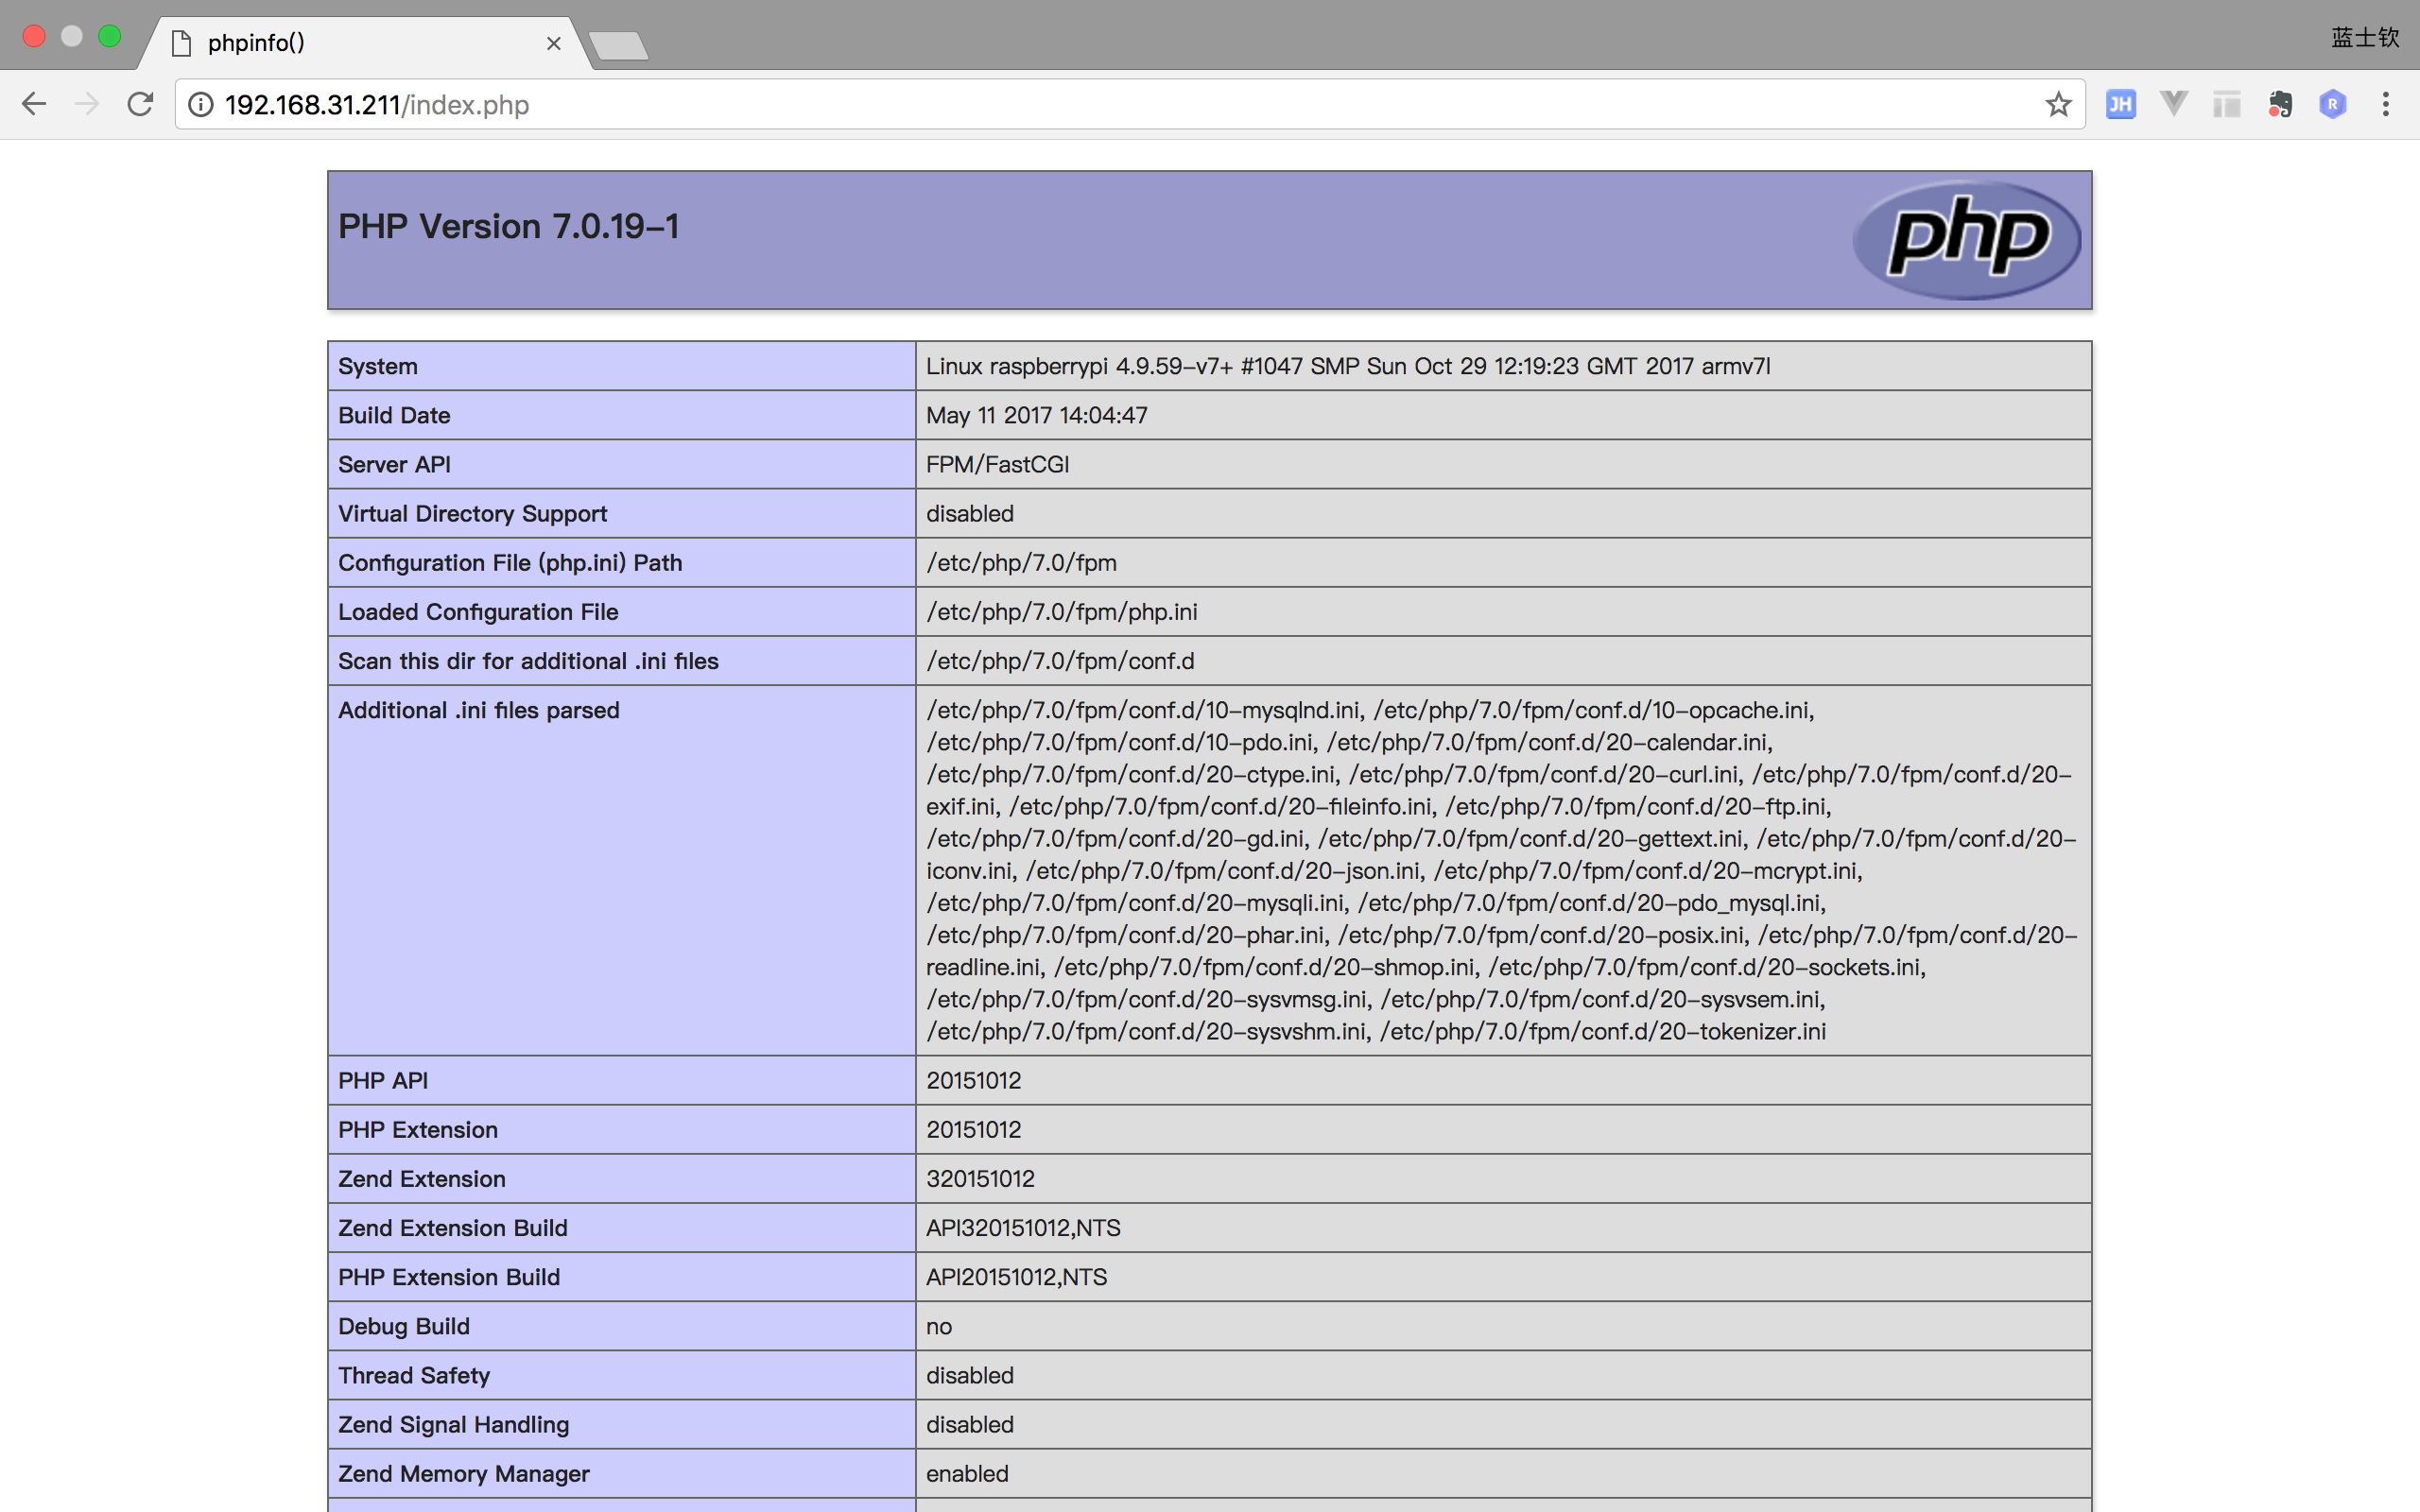 phpinfo()
蓝士钦
192.168.31.211/index.php
JH
R
PHP Version 7.0.19-1
php
System Linux raspberrypi 4.9.59-v7+ #1047 SMP Sun Oct 29 12:19:23 GMT 2017 armv7l
Build Date May 11 2017 14:04:47
Server API FPM/FastCGI
Virtual Directory Support disabled
Configuration File (php.ini) Path /etc/php/7.0/fpm
Loaded Configuration File /etc/php/7.0/fpm/php.ini
Scan this dir for additional .ini files /etc/php/7.0/fpm/conf.d
Additional .ini files parsed /etc/php/7.0/fpm/conf.d/10-mysqlnd.ini, /etc/php/7.0/fpm/conf.d/10-opcache.ini,
/etc/php/7.0/fpm/conf.d/10-pdo.ini, /etc/php/7.0/fpm/conf.d/20-calendar.ini,
/etc/php/7.0/fpm/conf.d/20-ctype.ini, /etc/php/7.0/fpm/conf.d/20-curl.ini, /etc/php/7.0/fpm/conf.d/20-
exif.ini, /etc/php/7.0/fpm/conf.d/20-fileinfo.ini, /etc/php/7.0/fpm/conf.d/20-ftp.ini,
/etc/php/7.0/fpm/conf.d/20-gd.ini, /etc/php/7.0/fpm/conf.d/20-gettext.ini, /etc/php/7.0/fpm/conf.d/20-
iconv.ini, /etc/php/7.0/fpm/conf.d/20-json.ini, /etc/php/7.0/fpm/conf.d/20-mcrypt.ini,
/etc/php/7.0/fpm/conf.d/20-mysqli.ini, /etc/php/7.0/fpm/conf.d/20-pdo_mysql.ini,
/etc/php/7.0/fpm/conf.d/20-phar.ini, /etc/php/7.0/fpm/conf.d/20-posix.ini, /etc/php/7.0/fpm/conf.d/20-
readline.ini, /etc/php/7.0/fpm/conf.d/20-shmop.ini, /etc/php/7.0/fpm/conf.d/20-sockets.ini,
/etc/php/7.0/fpm/conf.d/20-sysvmsg.ini, /etc/php/7.0/fpm/conf.d/20-sysvsem.ini,
/etc/php/7.0/fpm/conf.d/20-sysvshm.ini, /etc/php/7.0/fpm/conf.d/20-tokenizer.ini
PHP API 20151012
PHP Extension 20151012
Zend Extension 320151012
Zend Extension Build API320151012,NTS
PHP Extension Build API20151012,NTS
Debug Build no
Thread Safety disabled
Zend Signal Handling disabled
Zend Memory Manager enabled